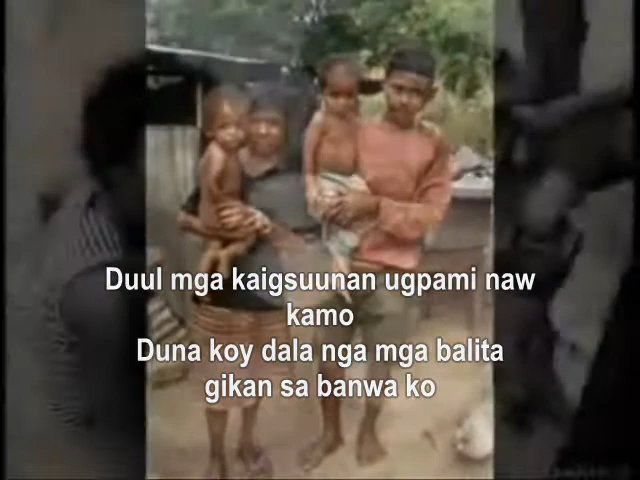 Duul mga kaigsuunan ugpami naw
kamo
Duna koy dala nga mga balita
gikan sa banwa ko